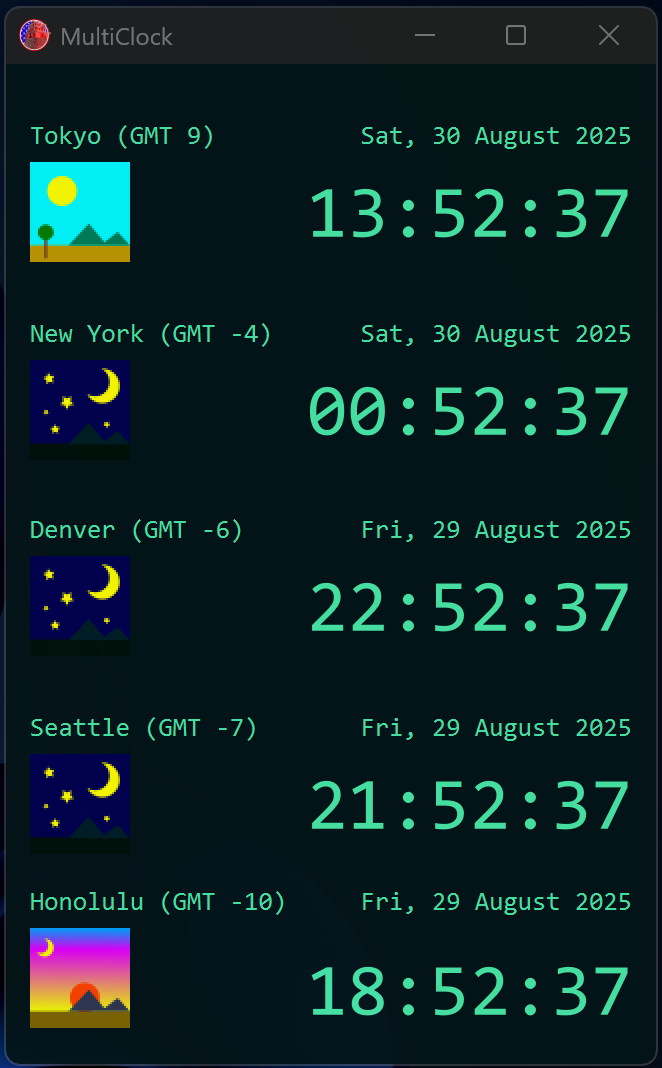 MultiClock
Tokyo (GMT 9) Sat, 30 August 2025
13:52:37
New York (GMT -4) Sat, 30 August 2025
00:52:37
Denver (GMT -6) Fri, 29 August 2025
22:52:37
Seattle (GMT -7) Fri, 29 August 2025
21:52:37
Honolulu (GMT -10) Fri, 29 August 2025
18:52:37